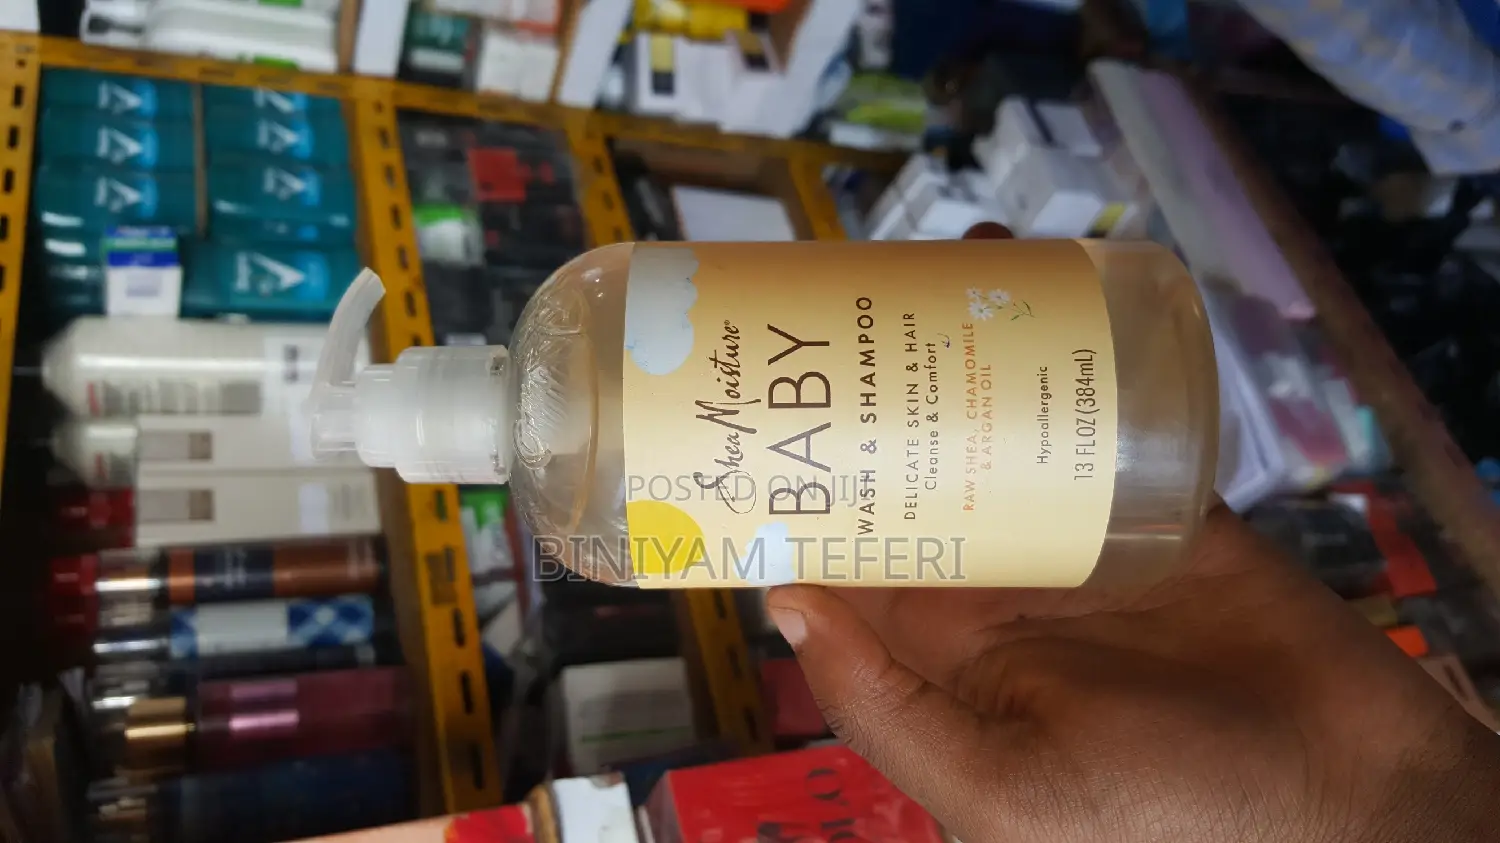 SheaMoisture®
BABY
WASH & SHAMPOO
DELICATE SKIN & HAIR
Cleanse & Comfort
RAW SHEA, CHAMOMILE
& ARGAN OIL
Hypoallergenic
13 FL OZ (384mL)
POSTED ON JIJI
BINIYAM TEFERI